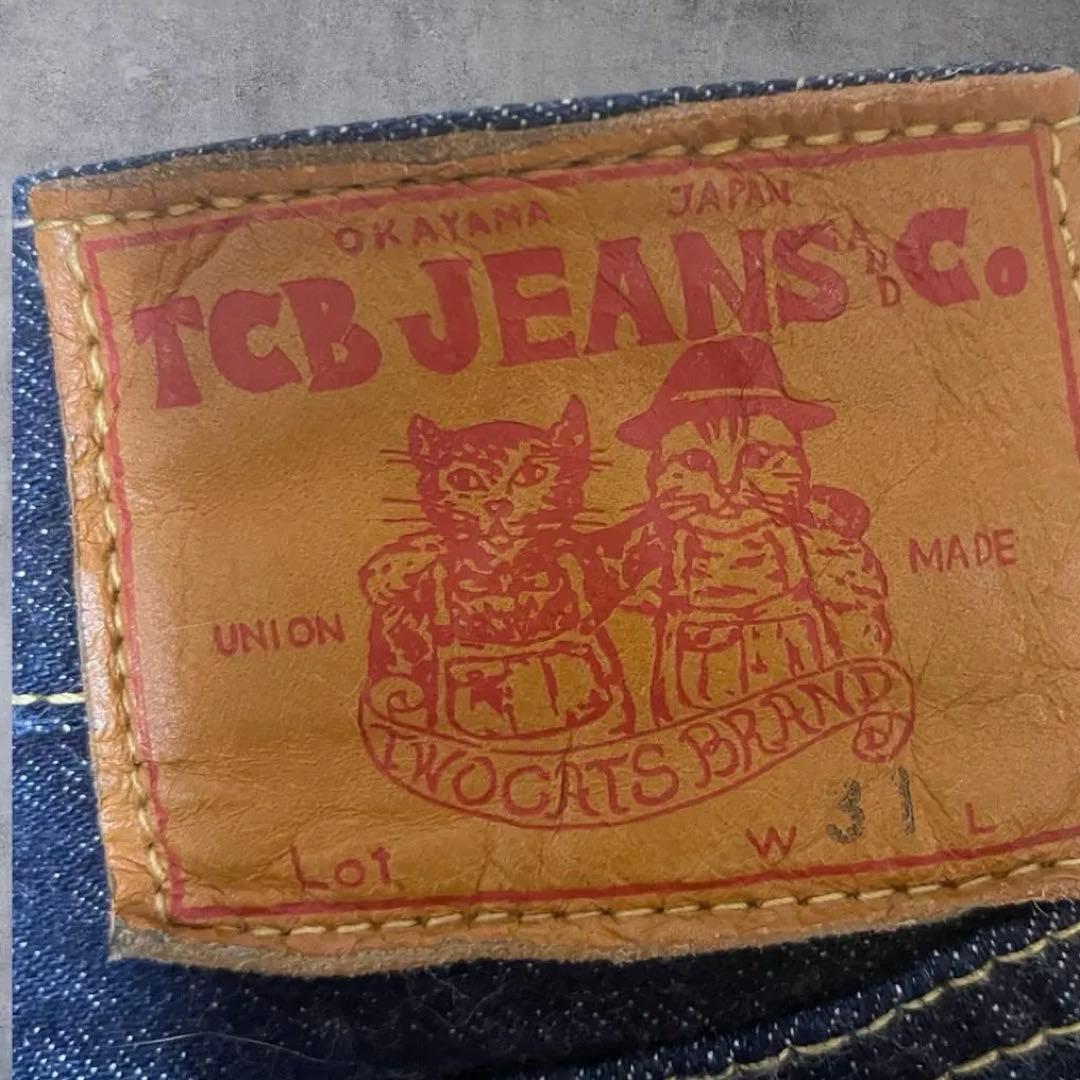 OKAYAMA JAPAN
TCB JEANS AND Co
UNION MADE
TWOCATS BRAND
Lot W 31 L